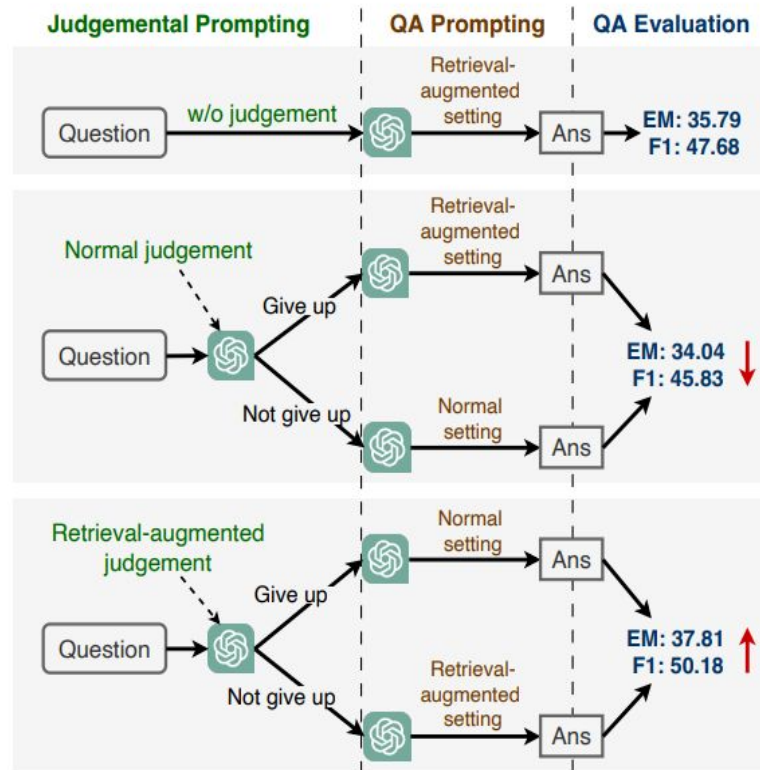 Judgemental Prompting
QA Prompting
QA Evaluation
Question
w/o judgement
Retrieval-
augmented
setting
Ans
EM: 35.79
F1: 47.68
Normal judgement
Question
Give up
Not give up
Retrieval-
augmented
setting
Ans
Normal
setting
Ans
EM: 34.04
F1: 45.83
Retrieval-augmented
judgement
Question
Give up
Not give up
Normal
setting
Ans
Retrieval-
augmented
setting
Ans
EM: 37.81
F1: 50.18